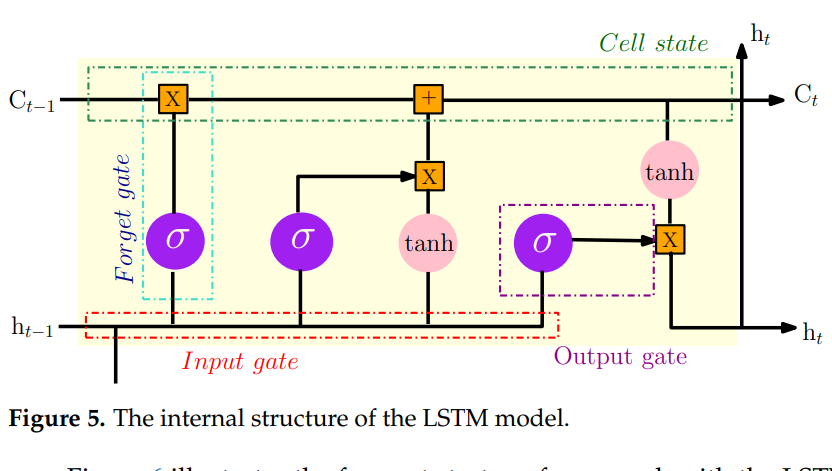 Cell state
h_t
C_{t-1}
X
+
C_t
X
tanh
Forget gate
σ
σ
tanh
σ
X
h_{t-1}
h_t
Input gate
Output gate
Figure 5. The internal structure of the LSTM model.